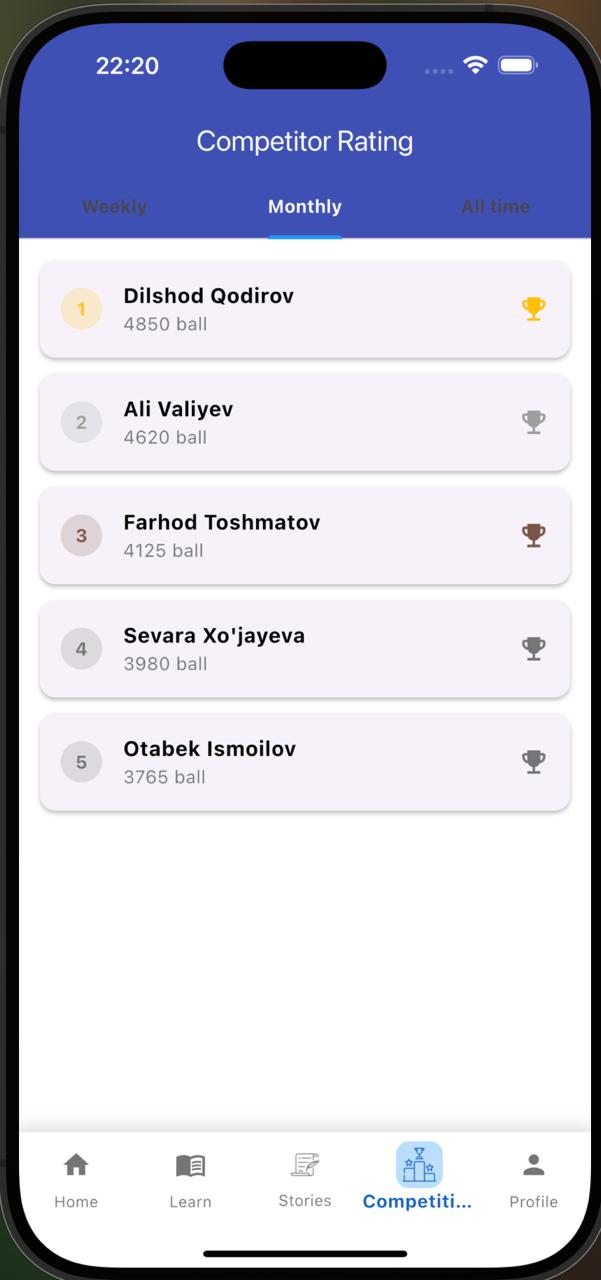 22:20
Competitor Rating
Weekly Monthly All time
1 Dilshod Qodirov
4850 ball
2 Ali Valiyev
4620 ball
3 Farhod Toshmatov
4125 ball
4 Sevara Xo'jayeva
3980 ball
5 Otabek Ismoilov
3765 ball
Home Learn Stories Competiti... Profile